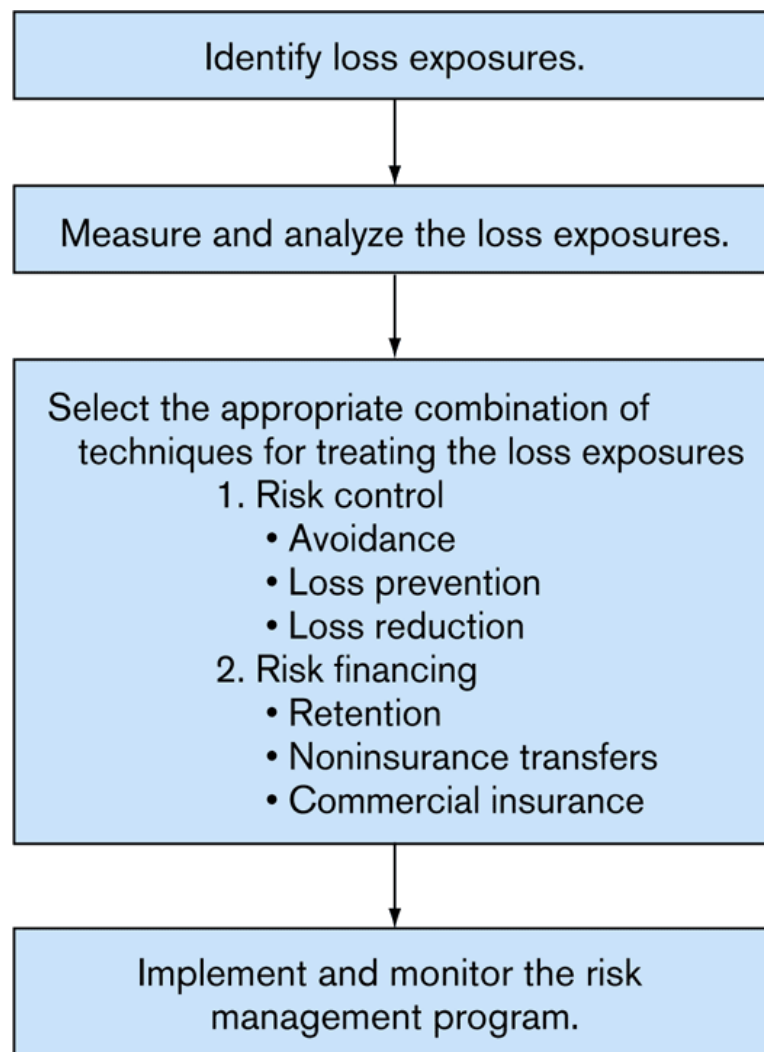 Identify loss exposures.
Measure and analyze the loss exposures.
Select the appropriate combination of
techniques for treating the loss exposures
1. Risk control
• Avoidance
• Loss prevention
• Loss reduction
2. Risk financing
• Retention
• Noninsurance transfers
• Commercial insurance
Implement and monitor the risk
management program.